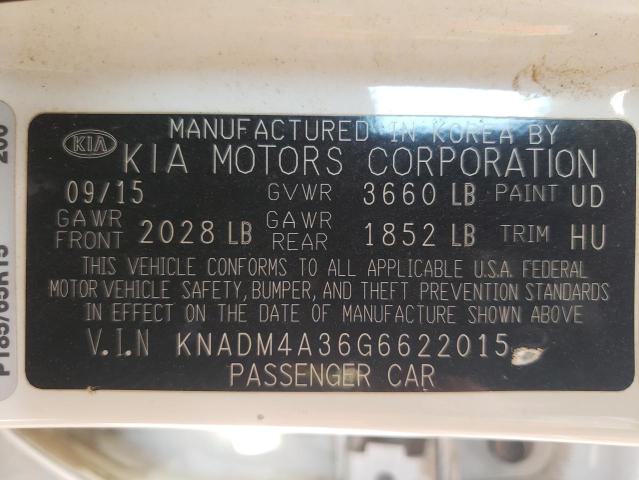 MANUFACTURED IN KOREA BY
KIA KIA MOTORS CORPORATION
09/15 GVWR 3660 LB PAINT UD
GAWR FRONT 2028 LB GAWR REAR 1852 LB TRIM HU
THIS VEHICLE CONFORMS TO ALL APPLICABLE U.S.A. FEDERAL
MOTOR VEHICLE SAFETY, BUMPER, AND THEFT PREVENTION STANDARDS
IN EFFECT ON THE DATE OF MANUFACTURE SHOWN ABOVE
V.I.N KNADM4A36G6622015
PASSENGER CAR
P185/65R15